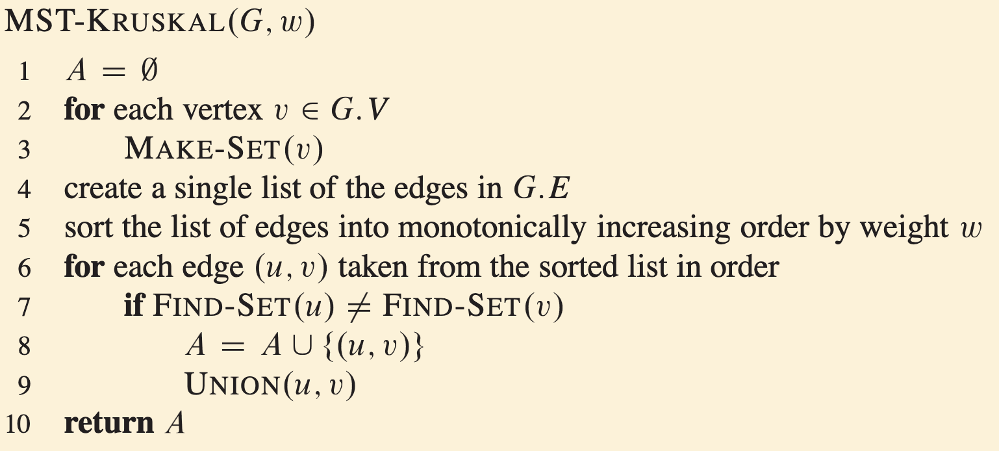 MST-KRUSKAL(G, w)
1 A = ∅
2 for each vertex v ∈ G.V
3 MAKE-SET(v)
4 create a single list of the edges in G.E
5 sort the list of edges into monotonically increasing order by weight w
6 for each edge (u, v) taken from the sorted list in order
7 if FIND-SET(u) ≠ FIND-SET(v)
8 A = A ∪ {(u, v)}
9 UNION(u, v)
10 return A